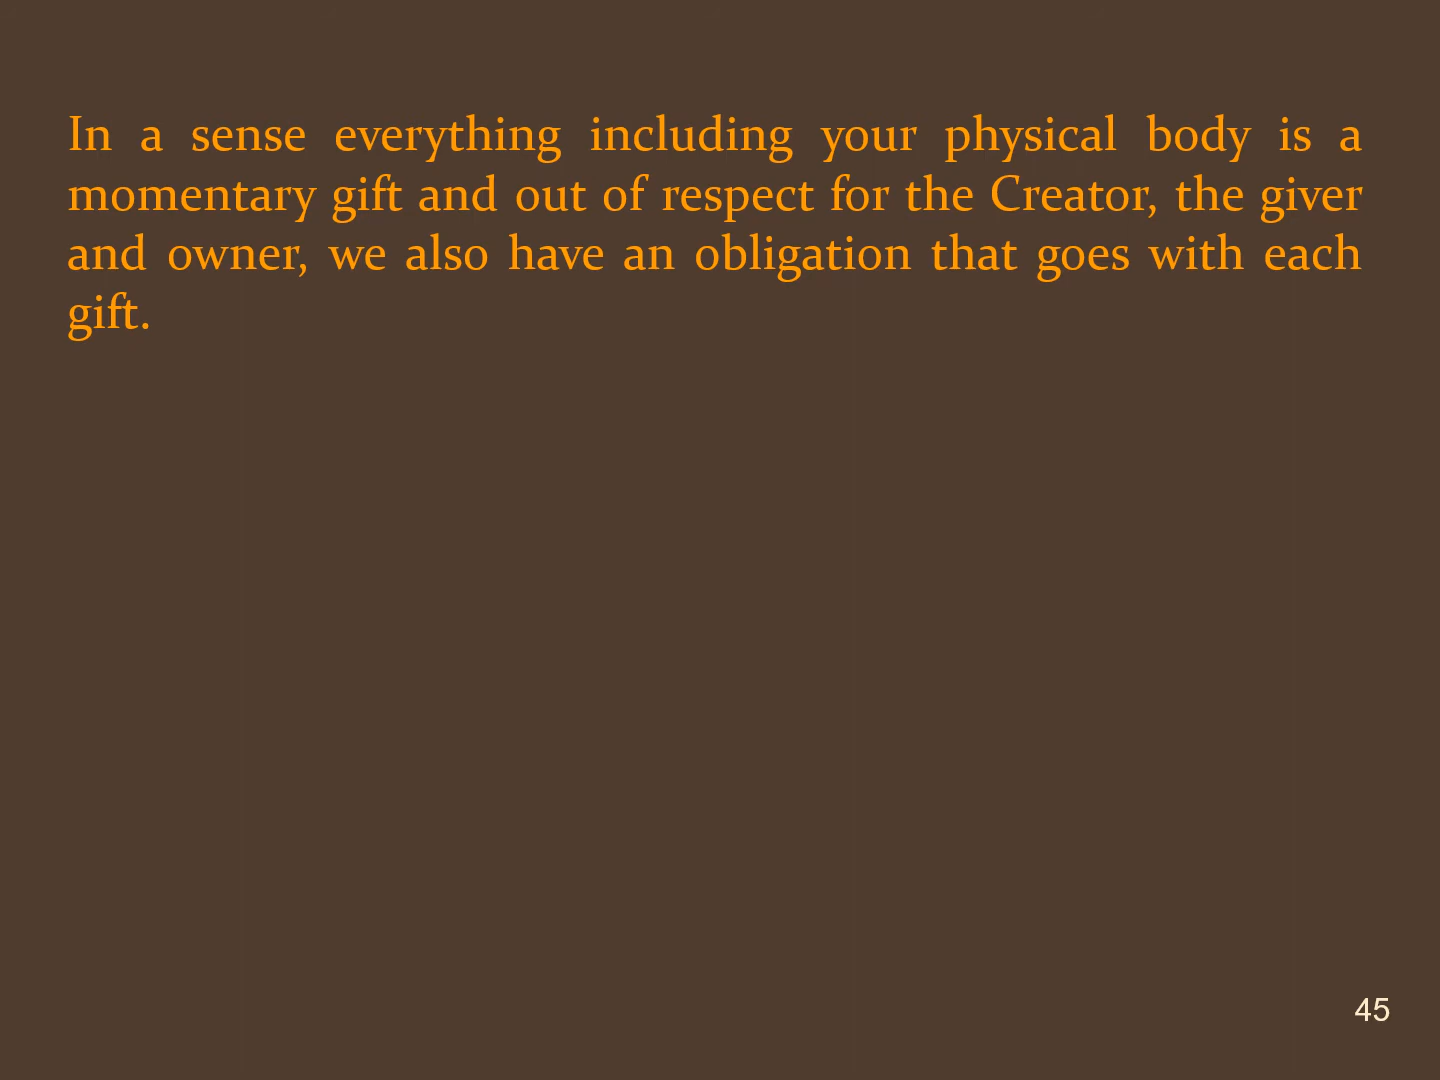 In a sense everything including your physical body is a
momentary gift and out of respect for the Creator, the giver
and owner, we also have an obligation that goes with each
gift.
45